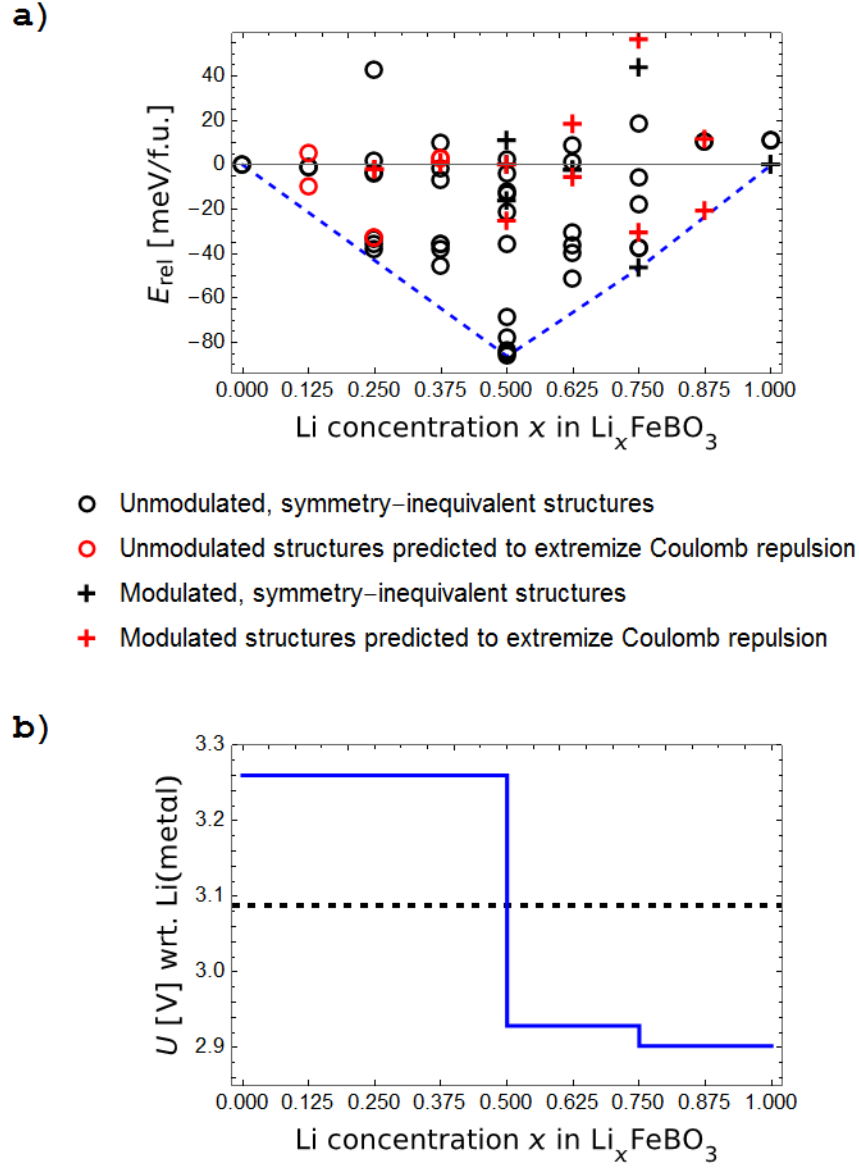 a)
40
20
0
−20
−40
−60
−80
E_rel [meV/f.u.]
0.000 0.125 0.250 0.375 0.500 0.625 0.750 0.875 1.000
Li concentration x in Li_xFeBO_3
Unmodulated, symmetry−inequivalent structures
Unmodulated structures predicted to extremize Coulomb repulsion
Modulated, symmetry−inequivalent structures
Modulated structures predicted to extremize Coulomb repulsion
b)
3.3
3.2
3.1
3.0
2.9
U [V] wrt. Li(metal)
0.000 0.125 0.250 0.375 0.500 0.625 0.750 0.875 1.000
Li concentration x in Li_xFeBO_3